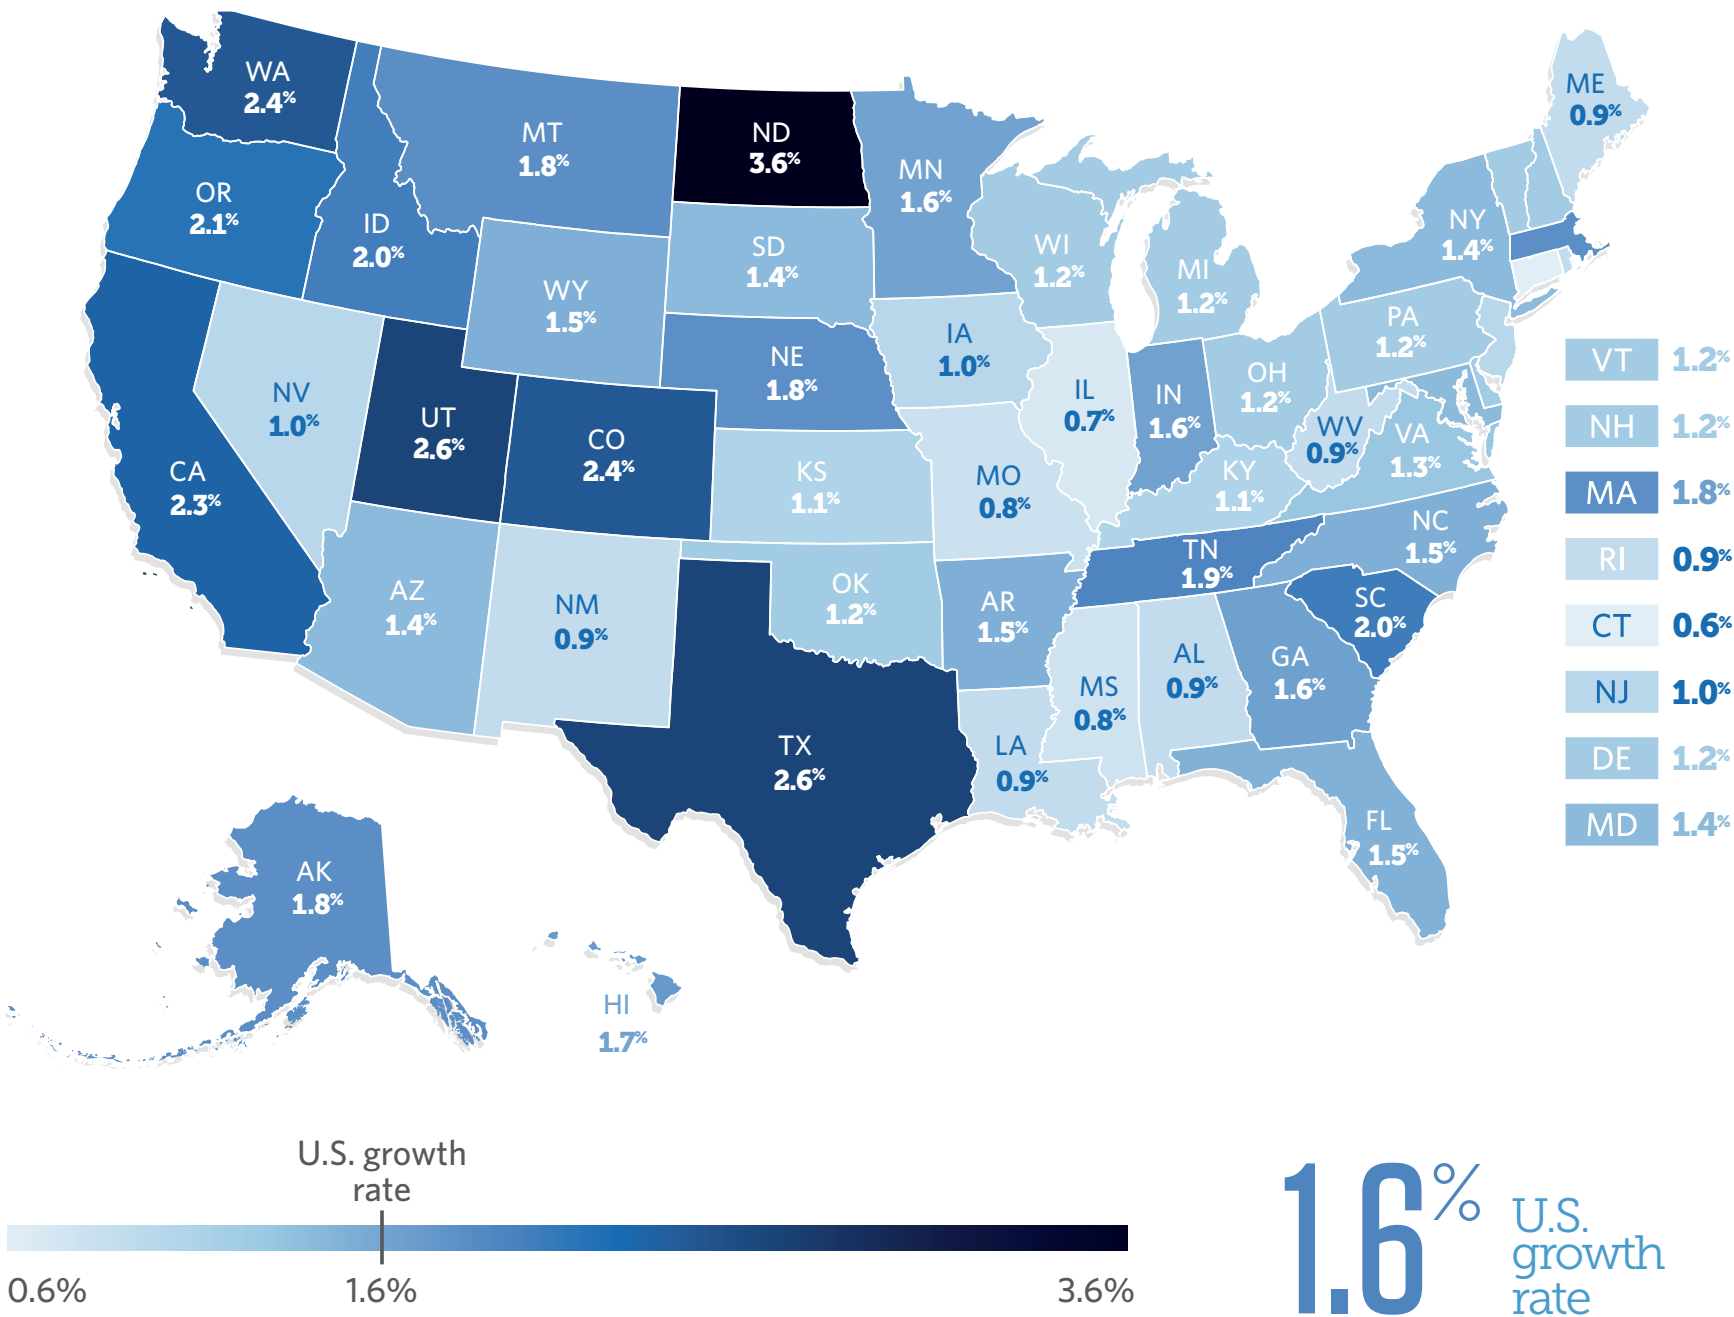 WA
2.4%
OR
2.1%
ID
2.0%
MT
1.8%
ND
3.6%
MN
1.6%
SD
1.4%
WY
1.5%
WI
1.2%
MI
1.2%
NY
1.4%
ME
0.9%
CA
2.3%
NV
1.0%
UT
2.6%
CO
2.4%
NE
1.8%
IA
1.0%
IL
0.7%
IN
1.6%
OH
1.2%
PA
1.2%
WV
0.9%
VA
1.3%
KS
1.1%
MO
0.8%
KY
1.1%
NC
1.5%
TN
1.9%
SC
2.0%
AZ
1.4%
NM
0.9%
OK
1.2%
AR
1.5%
MS
0.8%
AL
0.9%
GA
1.6%
TX
2.6%
LA
0.9%
FL
1.5%
AK
1.8%
HI
1.7%
VT 1.2%
NH 1.2%
MA 1.8%
RI 0.9%
CT 0.6%
NJ 1.0%
DE 1.2%
MD 1.4%
U.S. growth
rate
0.6% 1.6% 3.6%
1.6%
U.S.
growth
rate